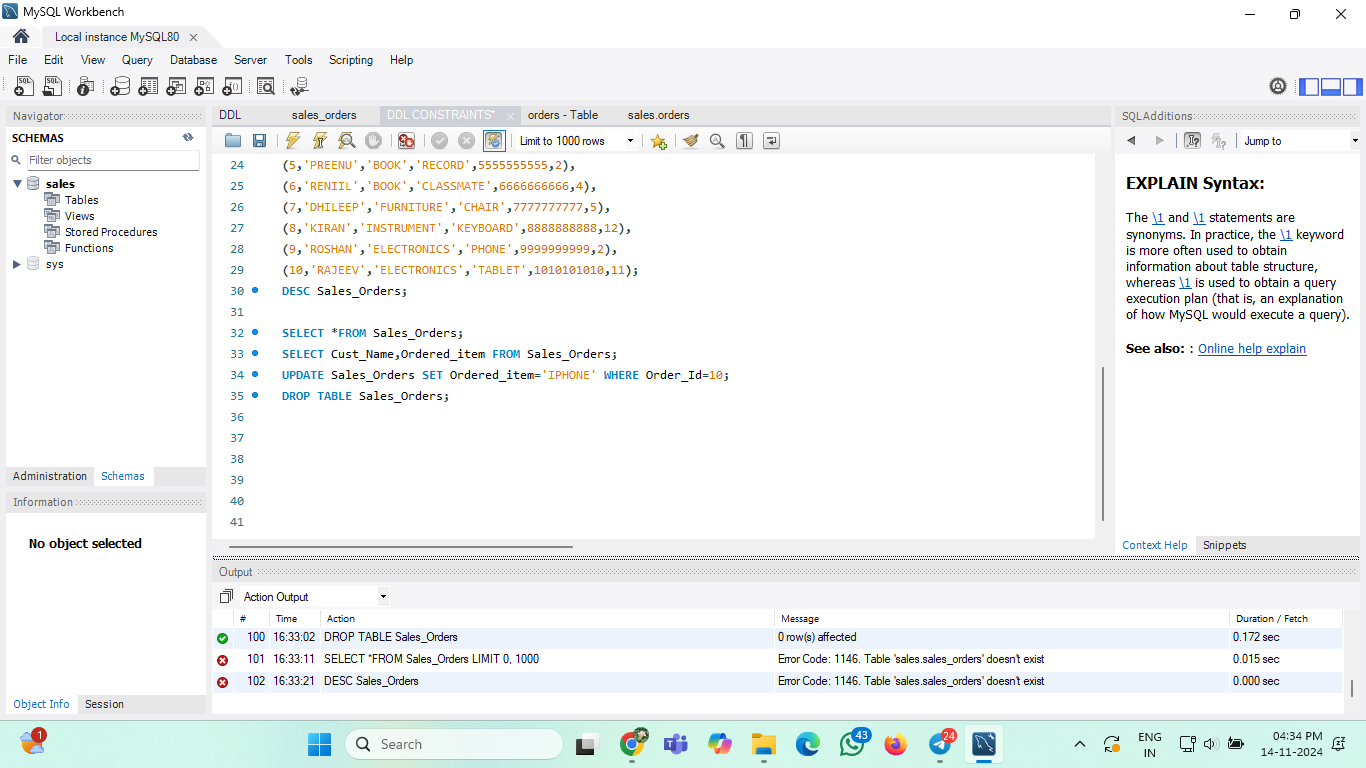 MySQL Workbench
Local instance MySQL80
File Edit View Query Database Server Tools Scripting Help
Navigator
SCHEMAS
Filter objects
sales
Tables
Views
Stored Procedures
Functions
sys
Administration Schemas
Information
No object selected
Object Info Session
DDL sales_orders DDL CONSTRAINTS* orders - Table sales.orders
Limit to 1000 rows
24 (5,'PREENU','BOOK','RECORD',5555555555,2),
25 (6,'RENIIL','BOOK','CLASSMATE',6666666666,4),
26 (7,'DHILEEP','FURNITURE','CHAIR',7777777777,5),
27 (8,'KIRAN','INSTRUMENT','KEYBOARD',8888888888,12),
28 (9,'ROSHAN','ELECTRONICS','PHONE',9999999999,2),
29 (10,'RAJEEV','ELECTRONICS','TABLET',1010101010,11);
30 DESC Sales_Orders;
31
32 SELECT *FROM Sales_Orders;
33 SELECT Cust_Name,Ordered_item FROM Sales_Orders;
34 UPDATE Sales_Orders SET Ordered_item='IPHONE' WHERE Order_Id=10;
35 DROP TABLE Sales_Orders;
36
37
38
39
40
41
SQLAdditions
Jump to
EXPLAIN Syntax:
The \1 and \1 statements are
synonyms. In practice, the \1 keyword
is more often used to obtain
information about table structure,
whereas \1 is used to obtain a query
execution plan (that is, an explanation
of how MySQL would execute a query).
See also: : Online help explain
Context Help Snippets
Output
Action Output
# Time Action Message Duration / Fetch
100 16:33:02 DROP TABLE Sales_Orders 0 row(s) affected 0.172 sec
101 16:33:11 SELECT *FROM Sales_Orders LIMIT 0, 1000 Error Code: 1146. Table 'sales.sales_orders' doesn't exist 0.015 sec
102 16:33:21 DESC Sales_Orders Error Code: 1146. Table 'sales.sales_orders' doesn't exist 0.000 sec
1
Search
43
24
ENG
IN
04:34 PM
14-11-2024